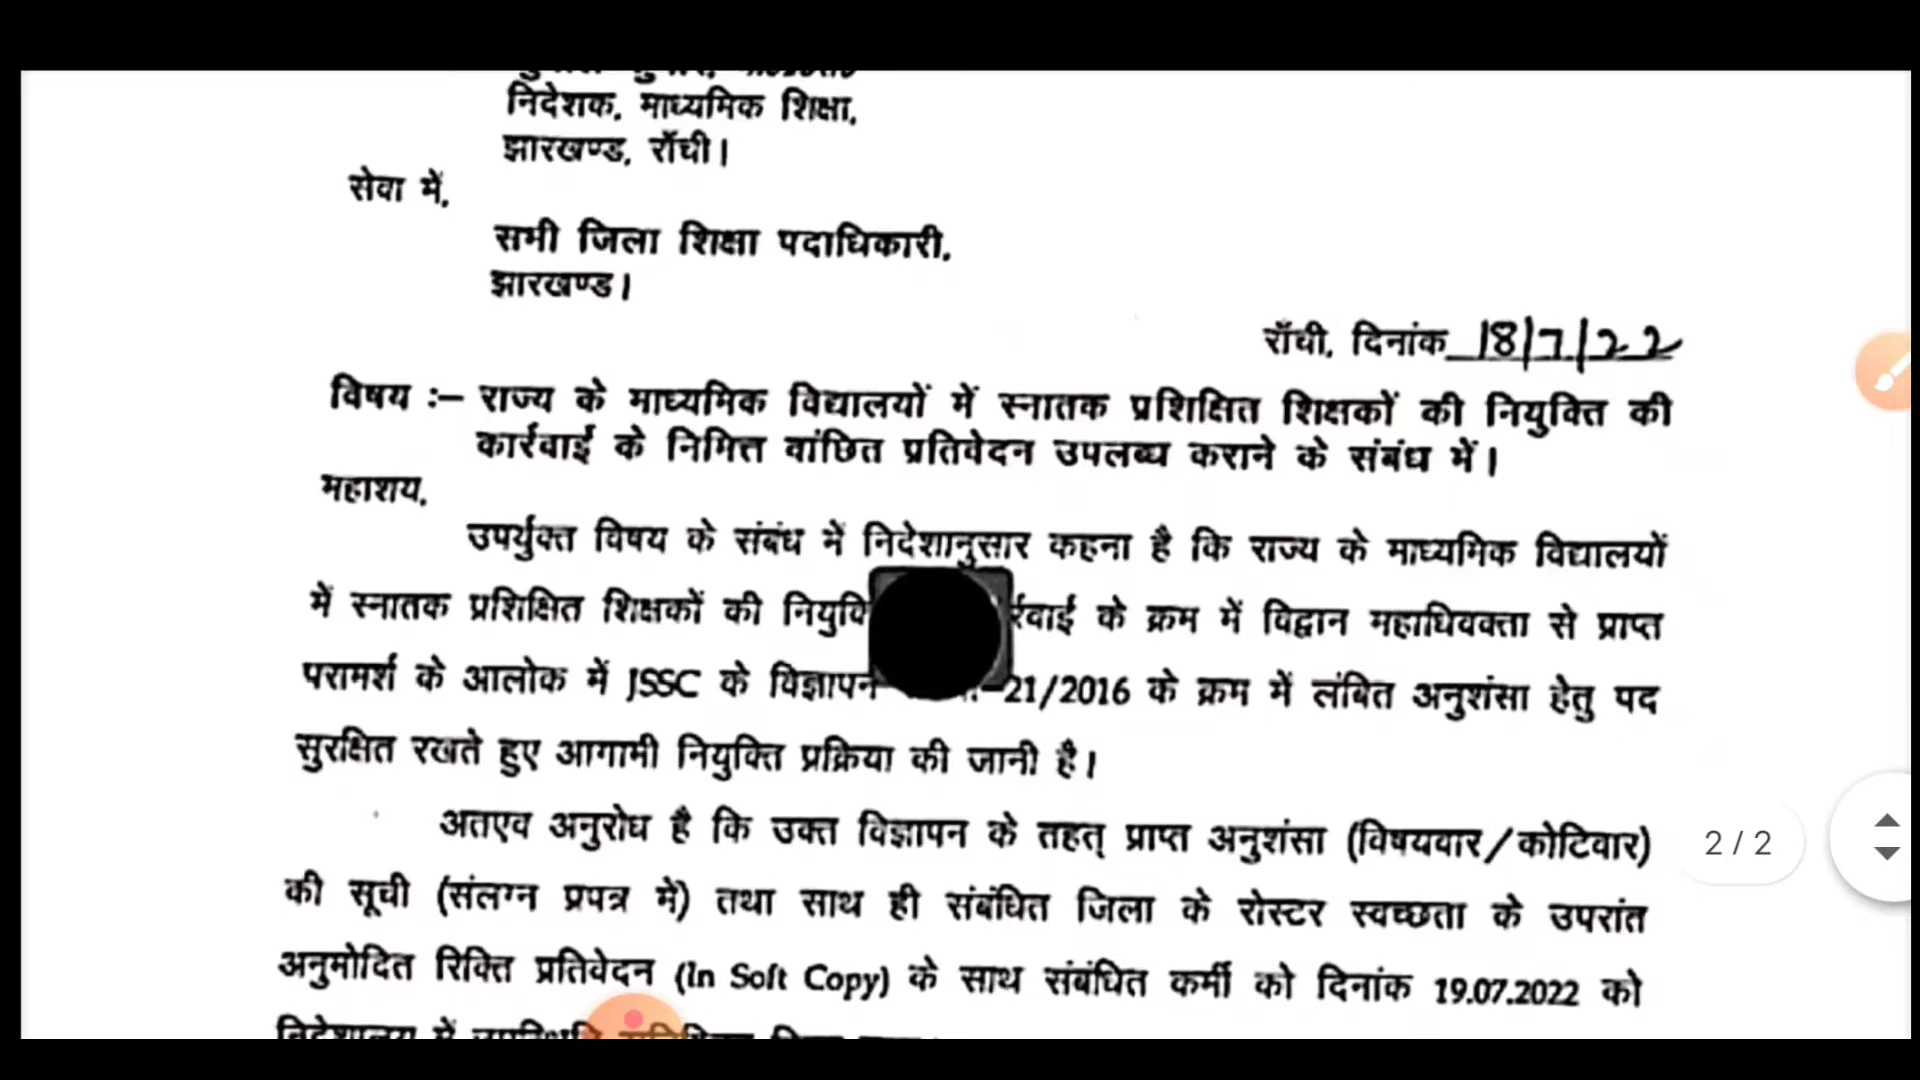 निदेशक, माध्यमिक शिक्षा,
झारखण्ड, राँची।
सेवा में,
सभी जिला शिक्षा पदाधिकारी,
झारखण्ड।
राँची, दिनांक 18/7/22
विषय :- राज्य के माध्यमिक विद्यालयों में स्नातक प्रशिक्षित शिक्षकों की नियुक्ति की
कार्रवाई के निमित्त वांछित प्रतिवेदन उपलब्ध कराने के संबंध में।
महाशय,
उपर्युक्त विषय के संबंध में निदेशानुसार कहना है कि राज्य के माध्यमिक विद्यालयों
में स्नातक प्रशिक्षित शिक्षकों की के क्रम में विद्वान महाधिवक्ता से प्राप्त
परामर्श के आलोक में JSSC के विज्ञापन 21/2016 के क्रम में लंबित अनुशंसा हेतु पद
सुरक्षित रखते हुए आगामी नियुक्ति प्रक्रिया की जानी है।
अतएव अनुरोध है कि उक्त विज्ञापन के तहत् प्राप्त अनुशंसा (विषयवार/कोटिवार)
की सूची (संलग्न प्रपत्र में) तथा साथ ही संबंधित जिला के रोस्टर स्वच्छता के उपरांत
अनुमोदित रिक्ति प्रतिवेदन (In Soft Copy) के साथ संबंधित कर्मी को दिनांक 19.07.2022 को
2 / 2